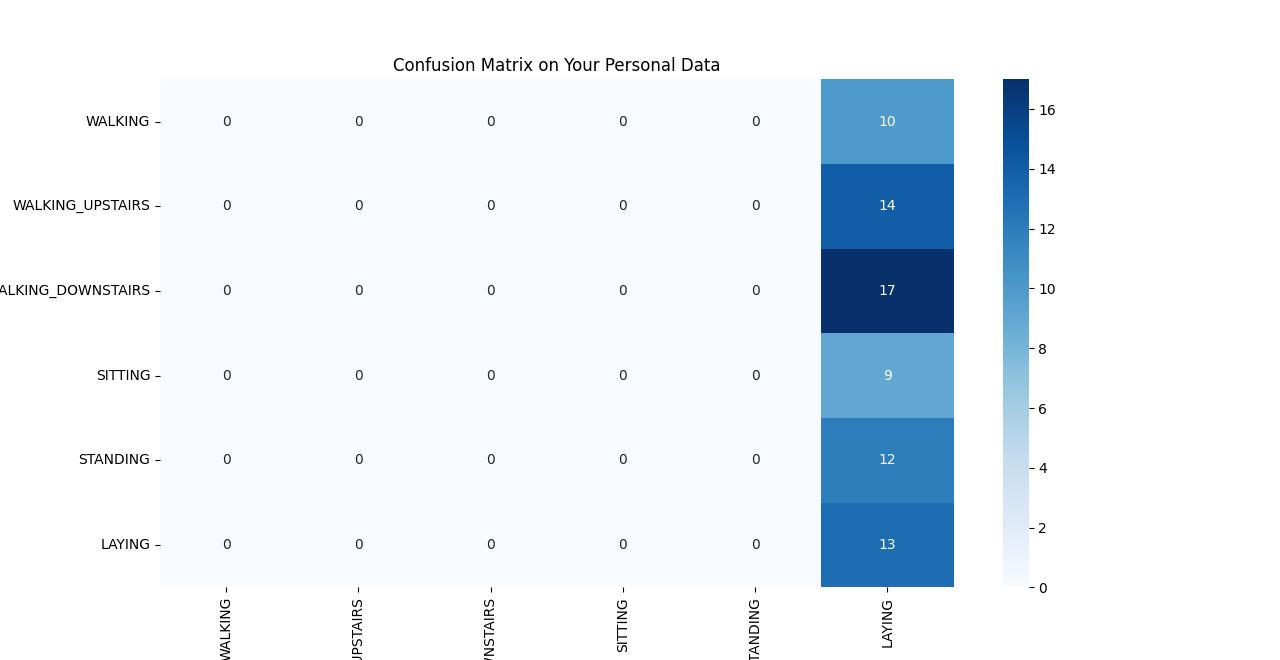 Confusion Matrix on Your Personal Data
WALKING 0 0 0 0 0 10
WALKING_UPSTAIRS 0 0 0 0 0 14
ALKING_DOWNSTAIRS 0 0 0 0 0 17
SITTING 0 0 0 0 0 9
STANDING 0 0 0 0 0 12
LAYING 0 0 0 0 0 13
WALKING
UPSTAIRS
WNSTAIRS
SITTING
TANDING
LAYING
16
14
12
10
8
6
4
2
0